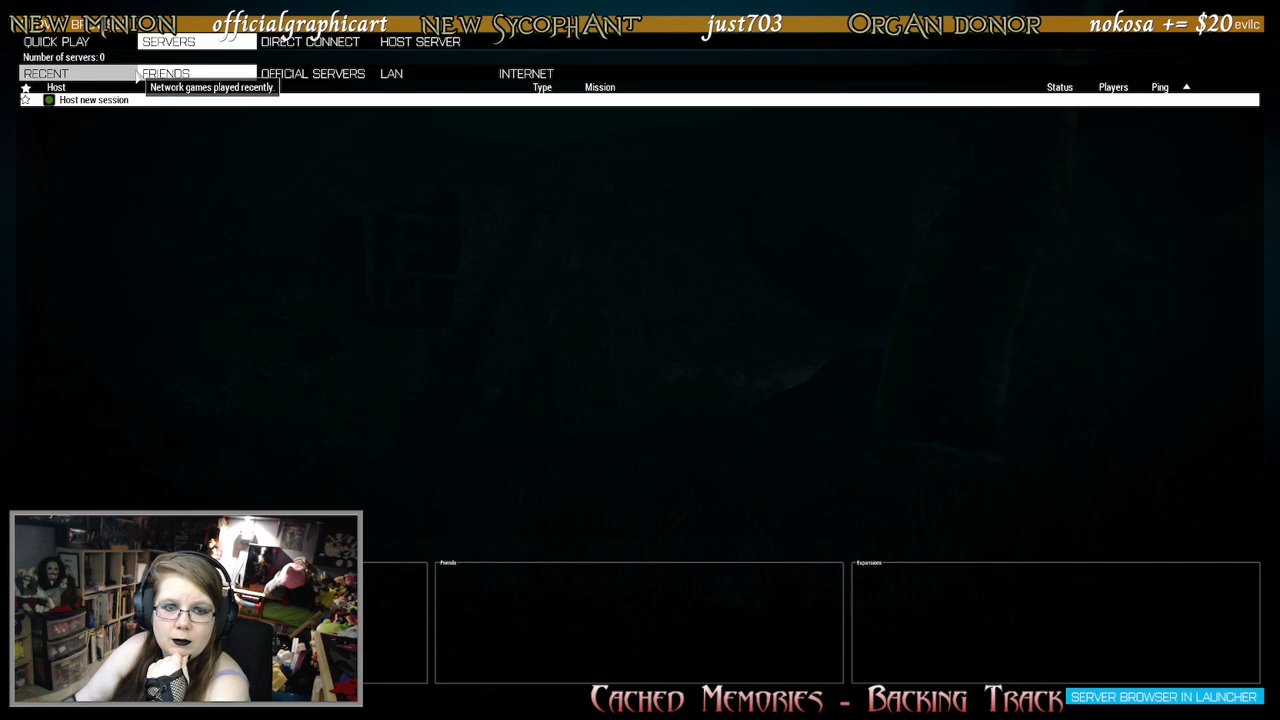 NEW MINION officialgraphicart NEW SYCOPHANT just703 ORGAN DONOR nokosa += $20 evilc
QUICK PLAY SERVERS DIRECT CONNECT HOST SERVER
Number of servers: 0
RECENT FRIENDS OFFICIAL SERVERS LAN INTERNET
Host Type Mission Status Players Ping
Network games played recently.
Host new session
Friends Expansions
CACHED MEMORIES - BACKING TRACK
SERVER BROWSER IN LAUNCHER